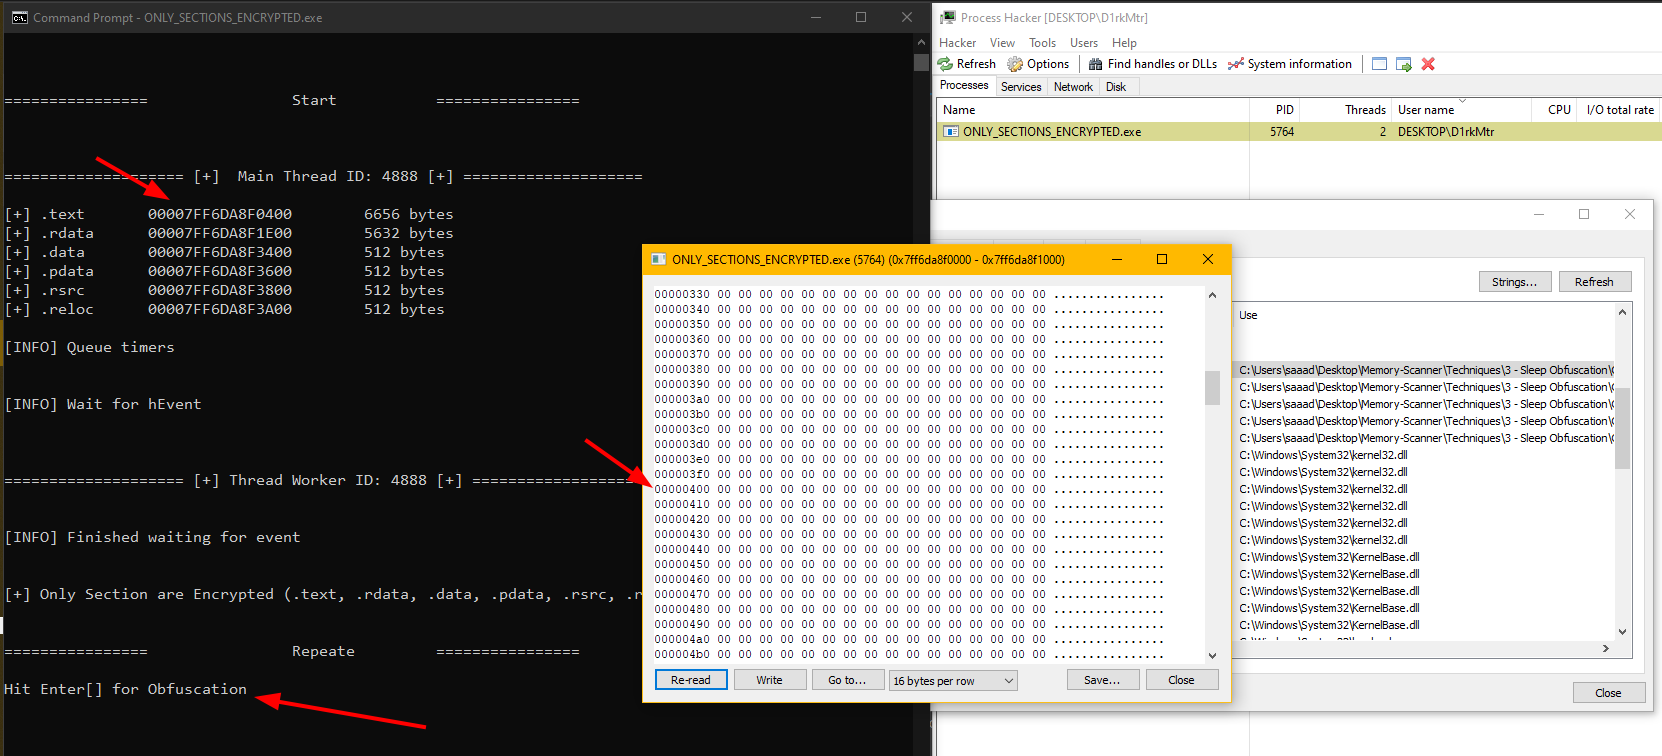 Command Prompt - ONLY_SECTIONS_ENCRYPTED.exe
================ Start ================
==================== [+] Main Thread ID: 4888 [+] ====================
[+] .text 00007FF6DA8F0400 6656 bytes
[+] .rdata 00007FF6DA8F1E00 5632 bytes
[+] .data 00007FF6DA8F3400 512 bytes
[+] .pdata 00007FF6DA8F3600 512 bytes
[+] .rsrc 00007FF6DA8F3800 512 bytes
[+] .reloc 00007FF6DA8F3A00 512 bytes
[INFO] Queue timers
[INFO] Wait for hEvent
==================== [+] Thread Worker ID: 4888 [+] ==================
[INFO] Finished waiting for event
[+] Only Section are Encrypted (.text, .rdata, .data, .pdata, .rsrc, .r
================ Repeate ================
Hit Enter[] for Obfuscation
Process Hacker [DESKTOP\D1rkMtr]
Hacker View Tools Users Help
Refresh Options Find handles or DLLs System information
Processes Services Network Disk
Name PID Threads User name CPU I/O total rate
ONLY_SECTIONS_ENCRYPTED.exe 5764 2 DESKTOP\D1rkMtr
ONLY_SECTIONS_ENCRYPTED.exe (5764) (0x7ff6da8f0000 - 0x7ff6da8f1000)
00000330 00 00 00 00 00 00 00 00 00 00 00 00 00 00 00 00 ................
00000340 00 00 00 00 00 00 00 00 00 00 00 00 00 00 00 00 ................
00000350 00 00 00 00 00 00 00 00 00 00 00 00 00 00 00 00 ................
00000360 00 00 00 00 00 00 00 00 00 00 00 00 00 00 00 00 ................
00000370 00 00 00 00 00 00 00 00 00 00 00 00 00 00 00 00 ................
00000380 00 00 00 00 00 00 00 00 00 00 00 00 00 00 00 00 ................
00000390 00 00 00 00 00 00 00 00 00 00 00 00 00 00 00 00 ................
000003a0 00 00 00 00 00 00 00 00 00 00 00 00 00 00 00 00 ................
000003b0 00 00 00 00 00 00 00 00 00 00 00 00 00 00 00 00 ................
000003c0 00 00 00 00 00 00 00 00 00 00 00 00 00 00 00 00 ................
000003d0 00 00 00 00 00 00 00 00 00 00 00 00 00 00 00 00 ................
000003e0 00 00 00 00 00 00 00 00 00 00 00 00 00 00 00 00 ................
000003f0 00 00 00 00 00 00 00 00 00 00 00 00 00 00 00 00 ................
00000400 00 00 00 00 00 00 00 00 00 00 00 00 00 00 00 00 ................
00000410 00 00 00 00 00 00 00 00 00 00 00 00 00 00 00 00 ................
00000420 00 00 00 00 00 00 00 00 00 00 00 00 00 00 00 00 ................
00000430 00 00 00 00 00 00 00 00 00 00 00 00 00 00 00 00 ................
00000440 00 00 00 00 00 00 00 00 00 00 00 00 00 00 00 00 ................
00000450 00 00 00 00 00 00 00 00 00 00 00 00 00 00 00 00 ................
00000460 00 00 00 00 00 00 00 00 00 00 00 00 00 00 00 00 ................
00000470 00 00 00 00 00 00 00 00 00 00 00 00 00 00 00 00 ................
00000480 00 00 00 00 00 00 00 00 00 00 00 00 00 00 00 00 ................
00000490 00 00 00 00 00 00 00 00 00 00 00 00 00 00 00 00 ................
000004a0 00 00 00 00 00 00 00 00 00 00 00 00 00 00 00 00 ................
000004b0 00 00 00 00 00 00 00 00 00 00 00 00 00 00 00 00 ................
Re-read Write Go to... 16 bytes per row Save... Close
Strings... Refresh
Use
C:\Users\saaad\Desktop\Memory-Scanner\Techniques\3 - Sleep Obfuscation\
C:\Users\saaad\Desktop\Memory-Scanner\Techniques\3 - Sleep Obfuscation\
C:\Users\saaad\Desktop\Memory-Scanner\Techniques\3 - Sleep Obfuscation\
C:\Users\saaad\Desktop\Memory-Scanner\Techniques\3 - Sleep Obfuscation\
C:\Users\saaad\Desktop\Memory-Scanner\Techniques\3 - Sleep Obfuscation\
C:\Windows\System32\kernel32.dll
C:\Windows\System32\kernel32.dll
C:\Windows\System32\kernel32.dll
C:\Windows\System32\kernel32.dll
C:\Windows\System32\kernel32.dll
C:\Windows\System32\kernel32.dll
C:\Windows\System32\KernelBase.dll
C:\Windows\System32\KernelBase.dll
C:\Windows\System32\KernelBase.dll
C:\Windows\System32\KernelBase.dll
C:\Windows\System32\KernelBase.dll
Close